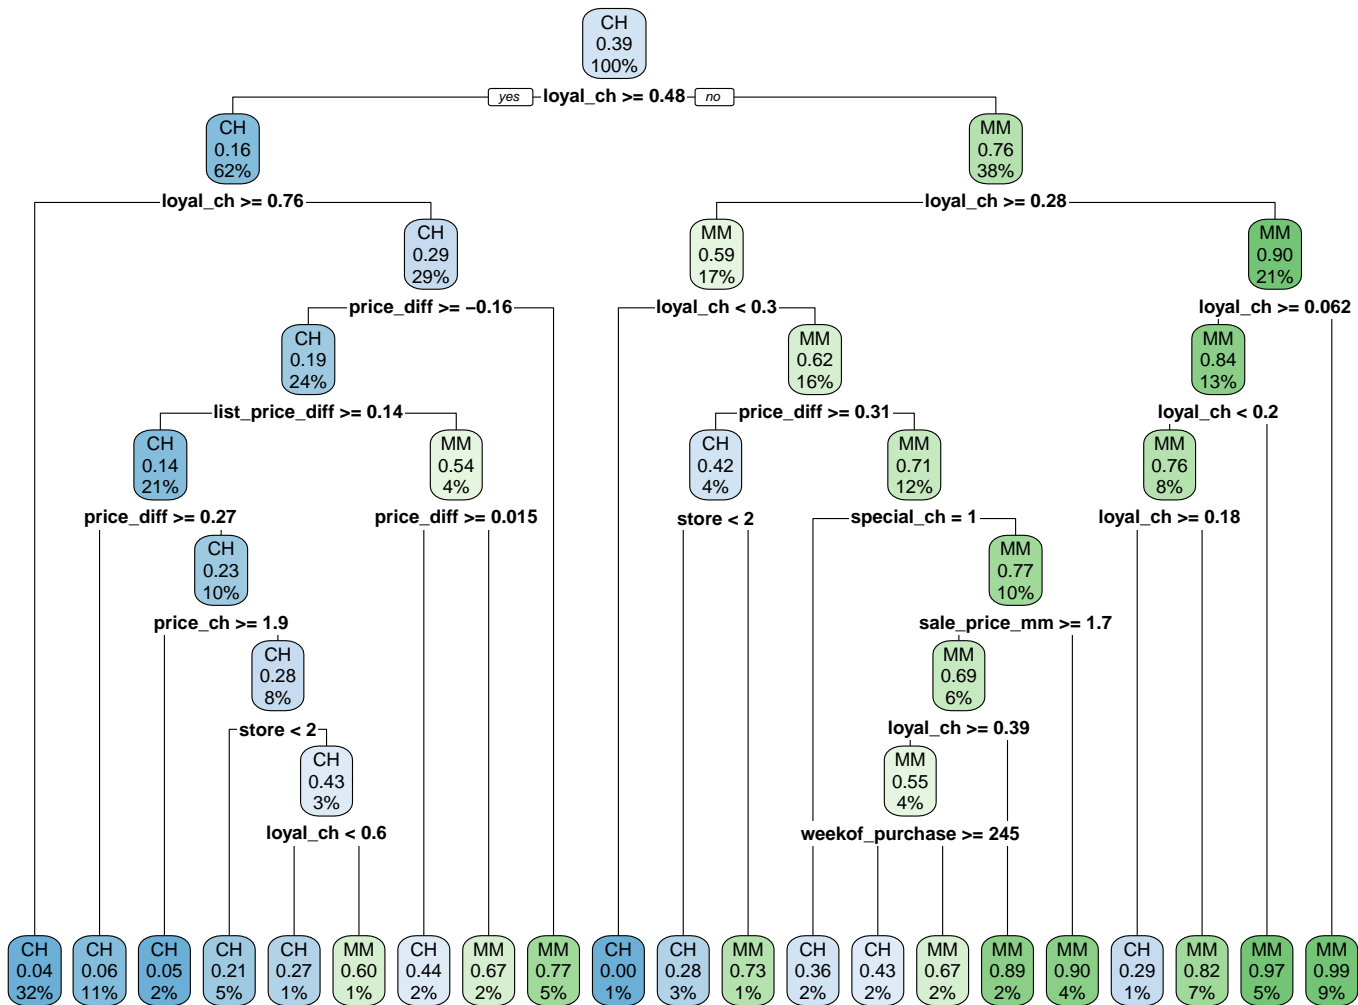 CH
0.39
100%
yes loyal_ch >= 0.48 no
CH
0.16
62%
MM
0.76
38%
loyal_ch >= 0.76
loyal_ch >= 0.28
CH
0.29
29%
MM
0.59
17%
MM
0.90
21%
price_diff >= −0.16
loyal_ch < 0.3
loyal_ch >= 0.062
CH
0.19
24%
MM
0.62
16%
MM
0.84
13%
list_price_diff >= 0.14
price_diff >= 0.31
loyal_ch < 0.2
CH
0.14
21%
MM
0.54
4%
CH
0.42
4%
MM
0.71
12%
MM
0.76
8%
price_diff >= 0.27
price_diff >= 0.015
store < 2
special_ch = 1
loyal_ch >= 0.18
CH
0.23
10%
MM
0.77
10%
price_ch >= 1.9
sale_price_mm >= 1.7
CH
0.28
8%
MM
0.69
6%
store < 2
loyal_ch >= 0.39
CH
0.43
3%
MM
0.55
4%
loyal_ch < 0.6
weekof_purchase >= 245
CH
0.04
32%
CH
0.06
11%
CH
0.05
2%
CH
0.21
5%
CH
0.27
1%
MM
0.60
1%
CH
0.44
2%
MM
0.67
2%
MM
0.77
5%
CH
0.00
1%
CH
0.28
3%
MM
0.73
1%
CH
0.36
2%
CH
0.43
2%
MM
0.67
2%
MM
0.89
2%
MM
0.90
4%
CH
0.29
1%
MM
0.82
7%
MM
0.97
5%
MM
0.99
9%